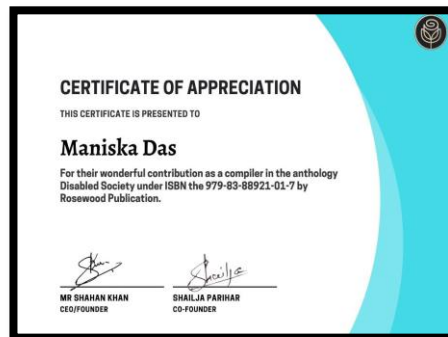 CERTIFICATE OF APPRECIATION
THIS CERTIFICATE IS PRESENTED TO
Maniska Das
For their wonderful contribution as a compiler in the anthology
Disabled Society under ISBN the 979-83-88921-01-7 by
Rosewood Publication.
MR SHAHAN KHAN
CEO/FOUNDER
SHAILJA PARIHAR
CO-FOUNDER